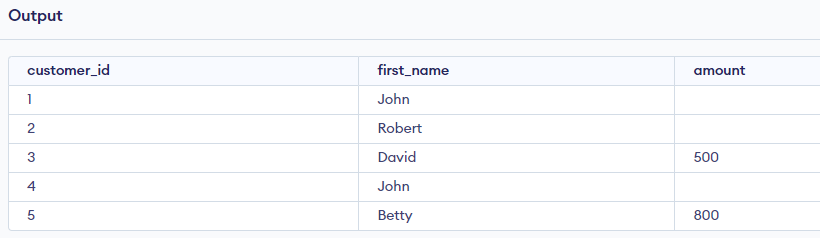 Output
customer_id first_name amount
1 John
2 Robert
3 David 500
4 John
5 Betty 800